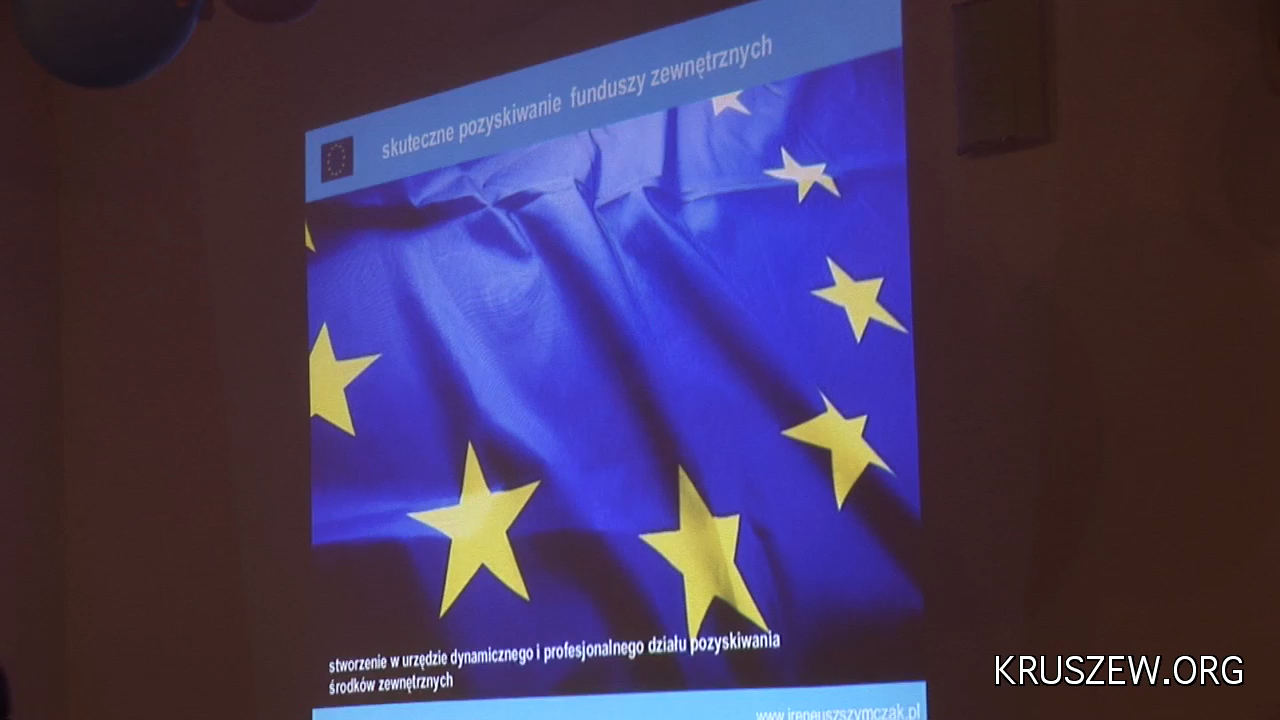 skuteczne pozyskiwanie funduszy zewnętrznych
stworzenie w urzędzie dynamicznego i profesjonalnego działu pozyskiwania
środków zewnętrznych
www.ireneuszszymczak.pl
KRUSZEW.ORG